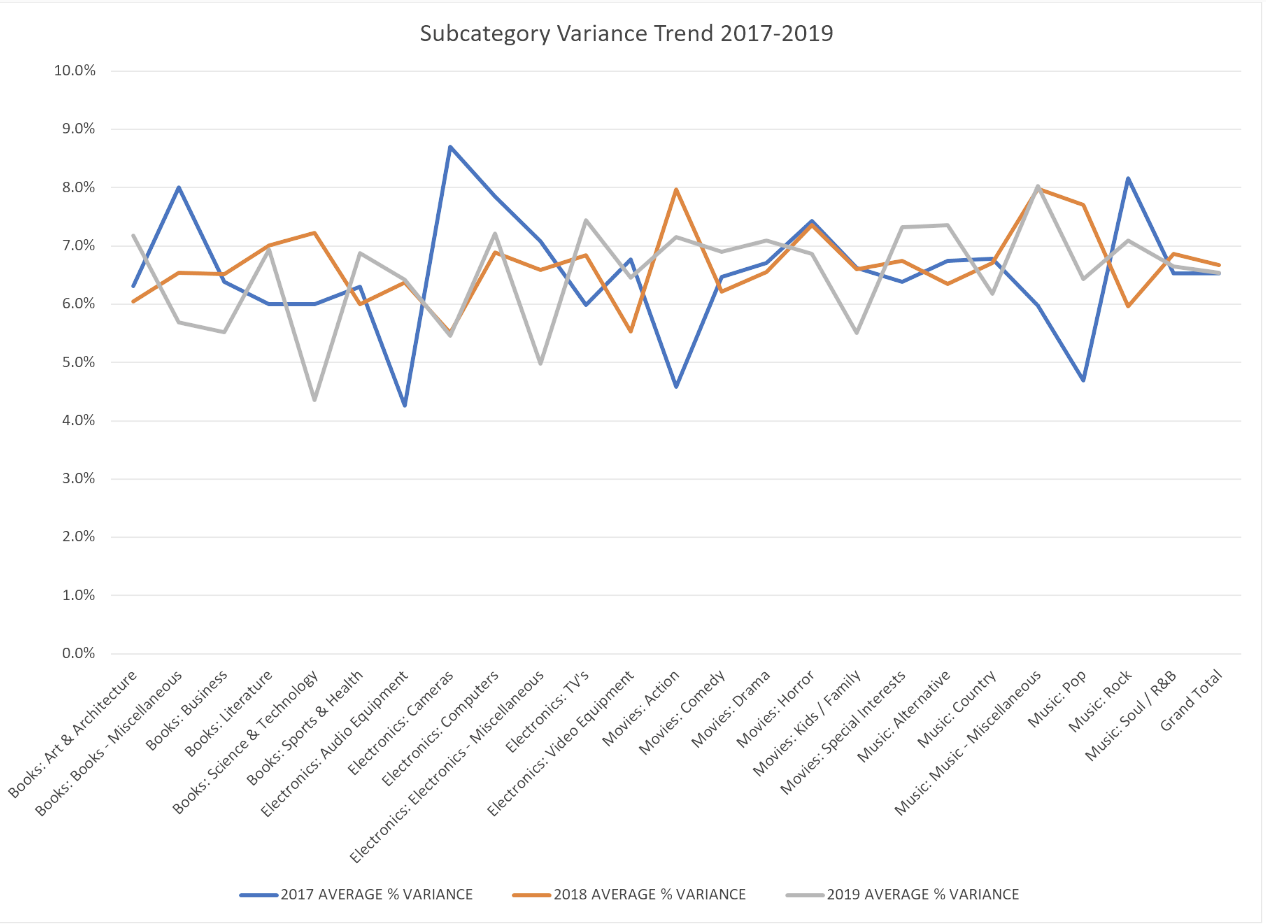 Subcategory Variance Trend 2017-2019
10.0%
9.0%
8.0%
7.0%
6.0%
5.0%
4.0%
3.0%
2.0%
1.0%
0.0%
Books: Art & Architecture
Books: Books - Miscellaneous
Books: Business
Books: Literature
Books: Science & Technology
Books: Sports & Health
Electronics: Audio Equipment
Electronics: Cameras
Electronics: Computers
Electronics: Electronics - Miscellaneous
Electronics: TV's
Electronics: Video Equipment
Movies: Action
Movies: Comedy
Movies: Drama
Movies: Horror
Movies: Kids / Family
Movies: Special Interests
Music: Alternative
Music: Country
Music: Music - Miscellaneous
Music: Pop
Music: Rock
Music: Soul / R&B
Grand Total
2017 AVERAGE % VARIANCE
2018 AVERAGE % VARIANCE
2019 AVERAGE % VARIANCE